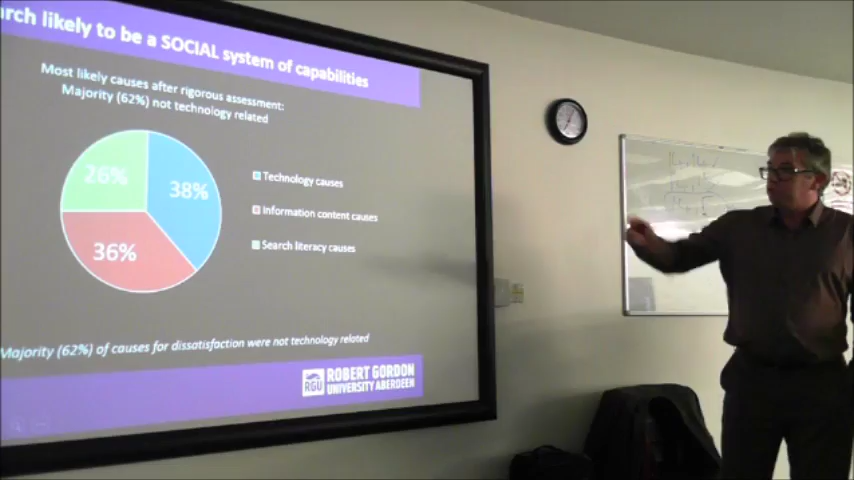 rch likely to be a SOCIAL system of capabilities
Most likely causes after rigorous assessment:
Majority (62%) not technology related
26%
38%
36%
Technology causes
Information content causes
Search literacy causes
Majority (62%) of causes for dissatisfaction were not technology related
RGU
ROBERT GORDON
UNIVERSITY ABERDEEN